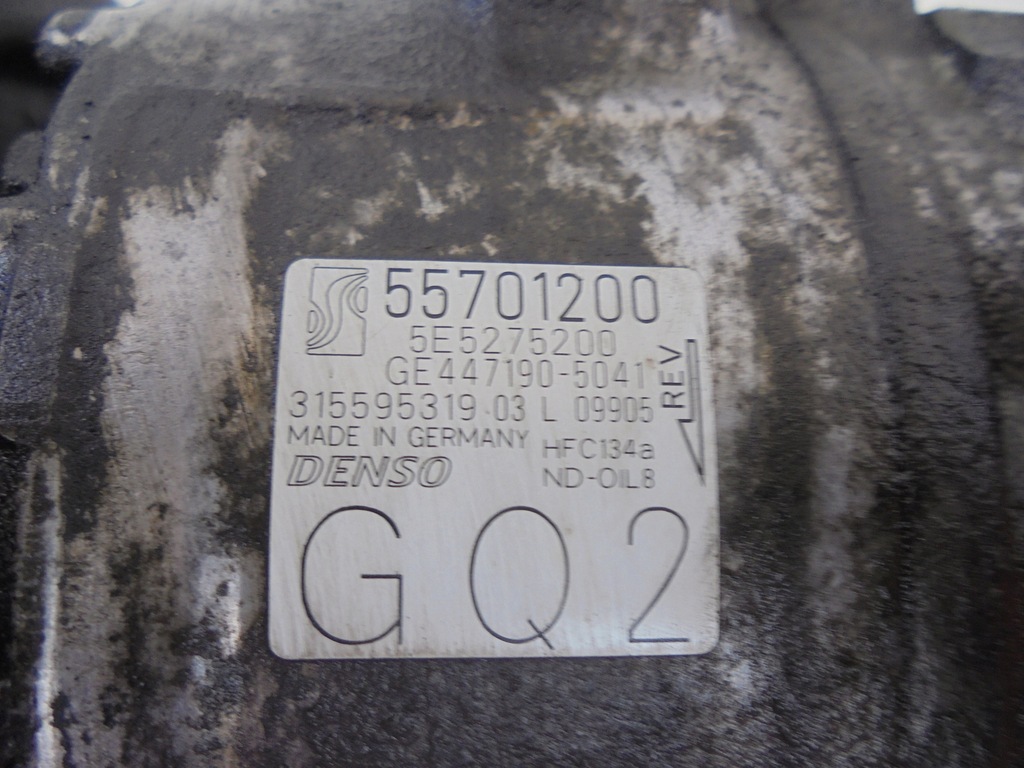 55701200
5E5275200
GE447190-5041
REV
315595319 03 L 09905
MADE IN GERMANY HFC134a
DENSO ND-OIL8
GQ2